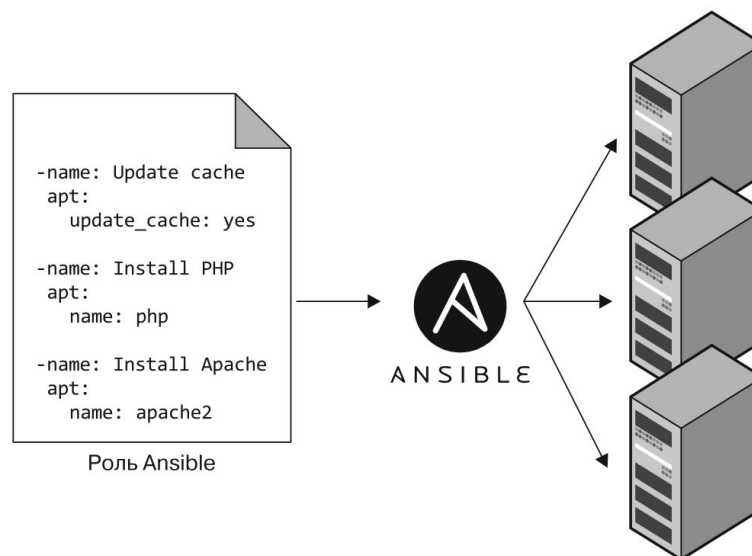 -name: Update cache
apt:
update_cache: yes
-name: Install PHP
apt:
name: php
-name: Install Apache
apt:
name: apache2
Роль Ansible
ANSIBLE